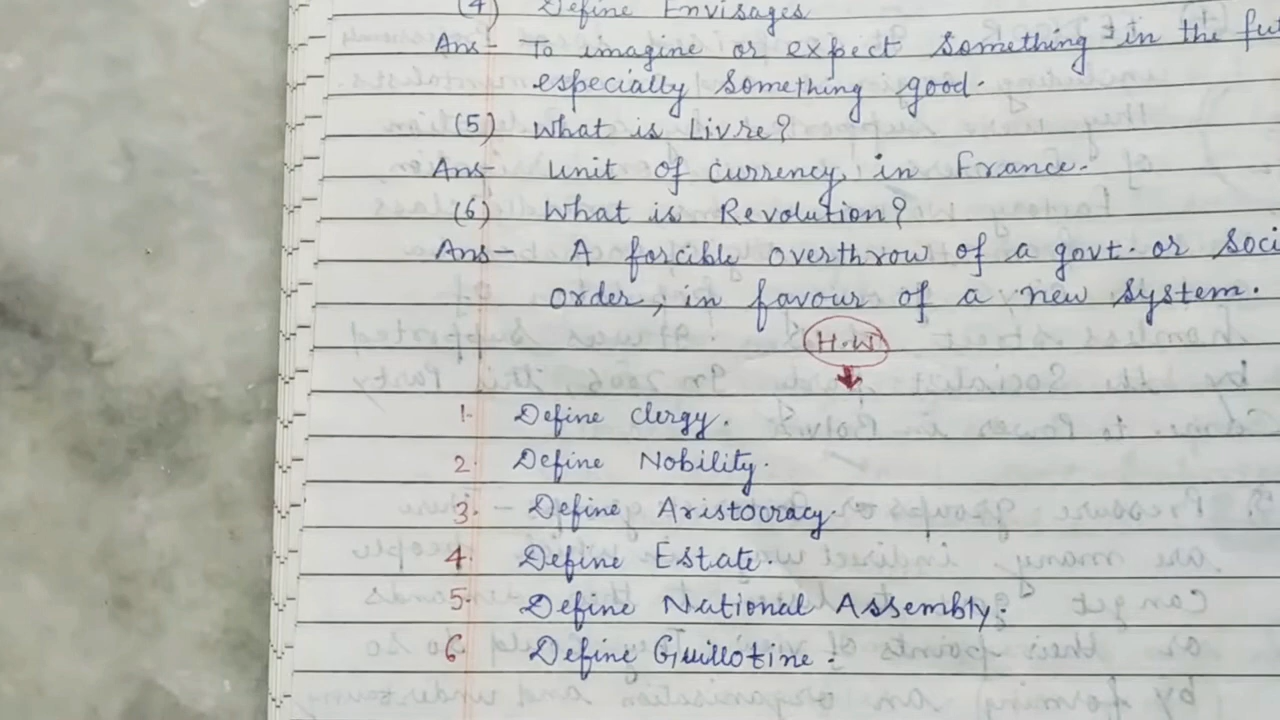 (4) Define Envisages
Ans- To imagine or expect something in the
especially something good.
(5) What is Livre?
Ans- Unit of currency, in France.
(6) What is Revolution?
Ans- A forcible overthrow of a govt. or
order, in favour of a new system.
H.W
1. Define Clergy.
2. Define Nobility.
3. Define Aristocracy.
4. Define Estate.
5. Define National Assembly.
6 Define Guillotine.